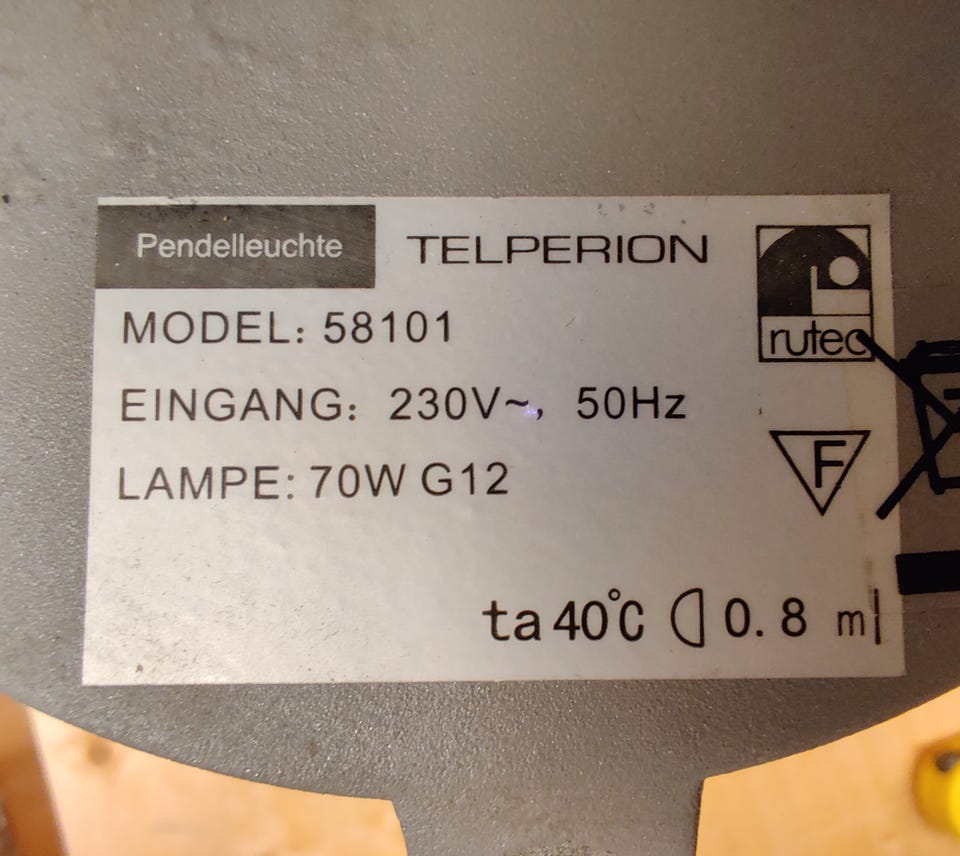 Pendelleuchte TELPERION
rutec
MODEL: 58101
EINGANG: 230V~, 50Hz
LAMPE: 70W G12
F
ta 40℃ 0.8 m